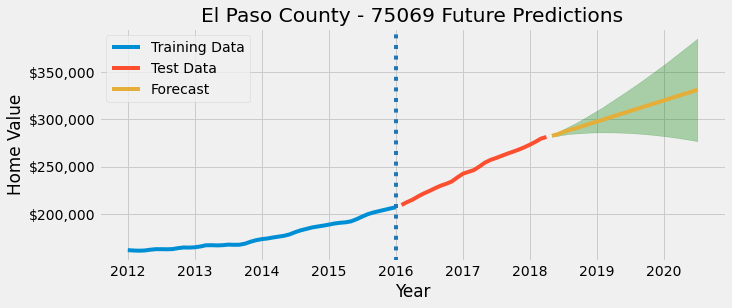 El Paso County - 75069 Future Predictions
Training Data
Test Data
Forecast
$350,000
$300,000
$250,000
$200,000
Home Value
2012 2013 2014 2015 2016 2017 2018 2019 2020
Year